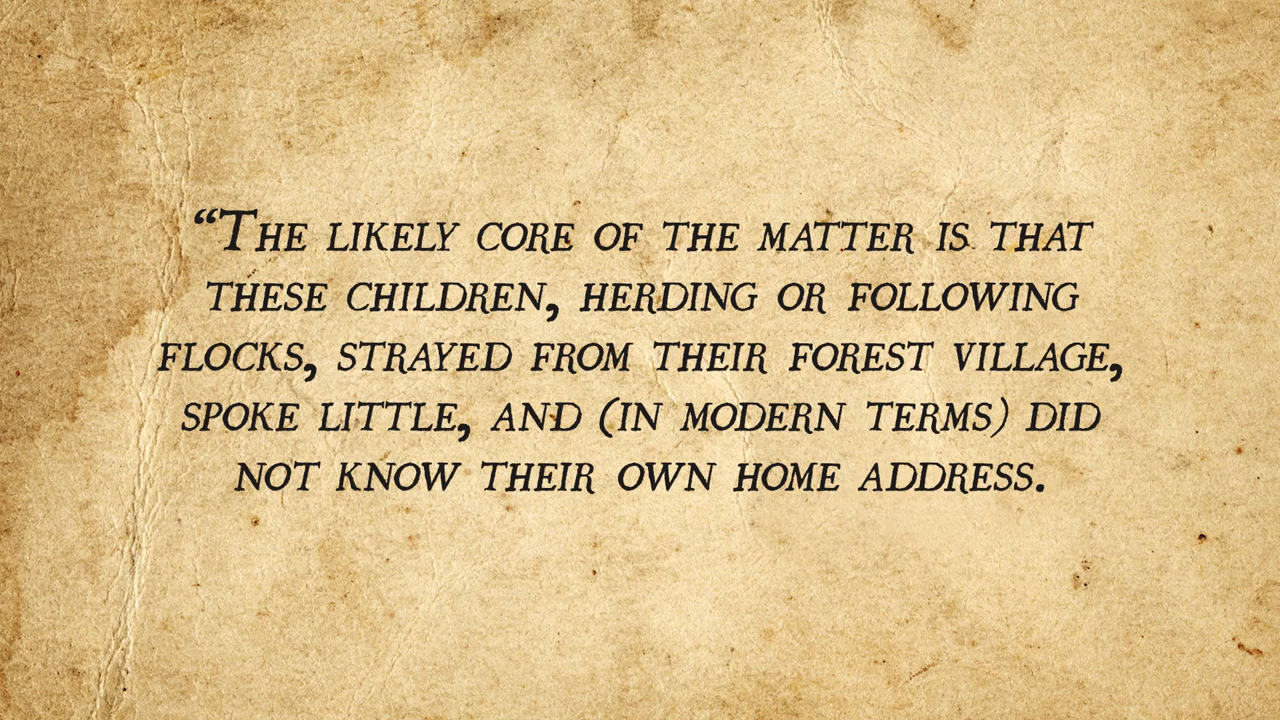 “The likely core of the matter is that
these children, herding or following
flocks, strayed from their forest village,
spoke little, and (in modern terms) did
not know their own home address.